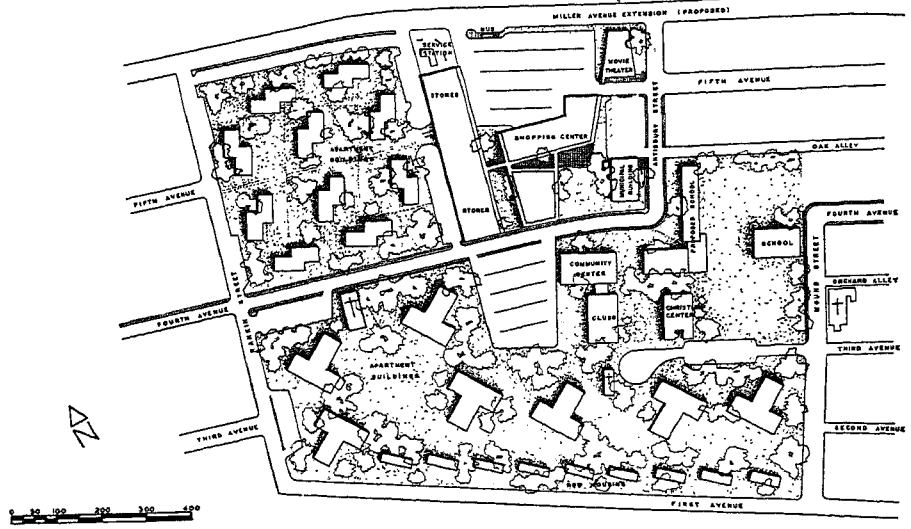 MILLER AVENUE EXTENSION (PROPOSED)
BUS
SERVICE
STATION
MOVIE
THEATER
FIFTH AVENUE
STORES
SHOPPING CENTER
STREET
OAK ALLEY
APARTMENT
BUILDINGS
MUNICIPAL
BUILDING
PROPOSED SCHOOL
FIFTH AVENUE
STORES
FOURTH AVENUE
SCHOOL
MOUND STREET
COMMUNITY
CENTER
ORCHARD ALLEY
STREET
FOURTH AVENUE
CLUBS
CENTER
THIRD AVENUE
APARTMENT
BUILDINGS
THIRD AVENUE
SECOND AVENUE
ROW HOUSING
FIRST AVENUE
N
0 50 100 200 300 400